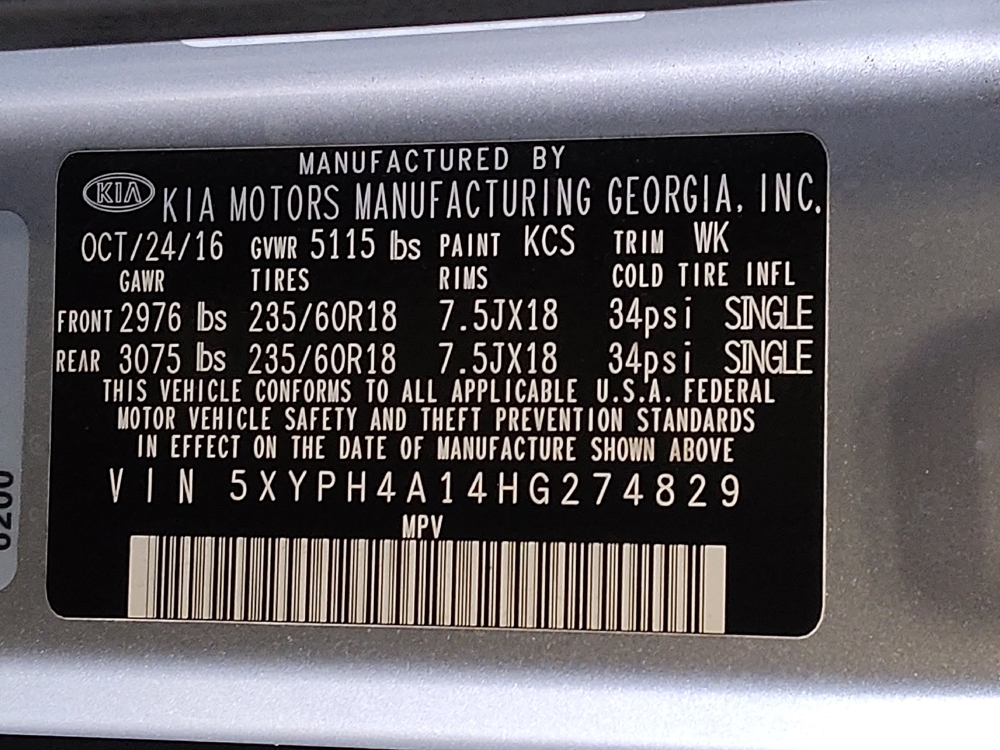 MANUFACTURED BY
KIA KIA MOTORS MANUFACTURING GEORGIA, INC.
OCT/24/16 GVWR 5115 lbs PAINT KCS TRIM WK
GAWR TIRES RIMS COLD TIRE INFL
FRONT 2976 lbs 235/60R18 7.5JX18 34psi SINGLE
REAR 3075 lbs 235/60R18 7.5JX18 34psi SINGLE
THIS VEHICLE CONFORMS TO ALL APPLICABLE U.S.A. FEDERAL
MOTOR VEHICLE SAFETY AND THEFT PREVENTION STANDARDS
IN EFFECT ON THE DATE OF MANUFACTURE SHOWN ABOVE
VIN 5XYPH4A14HG274829
MPV